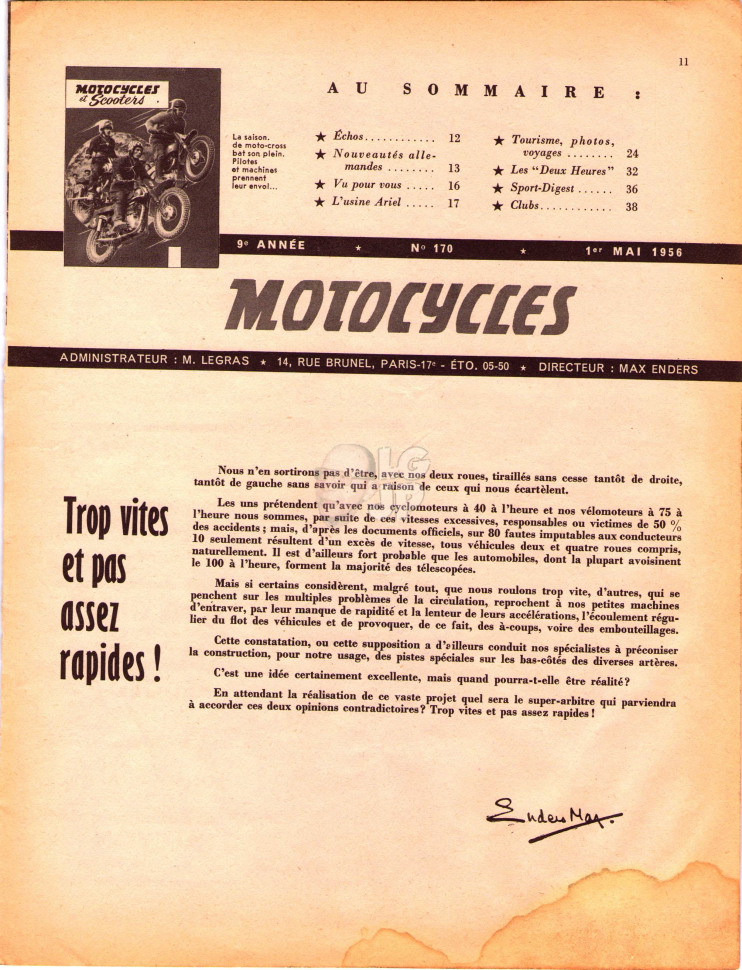 11
MOTOCYCLES
et Scooters
La saison.
de moto-cross
bat son plein.
Pilotes
et machines
prennent
leur envol...
AU SOMMAIRE :
★ Échos............ 12
★ Nouveautés alle-
mandes ........ 13
★ Vu pour vous ..... 16
★ L'usine Ariel ..... 17
★ Tourisme, photos,
voyages ........ 24
★ Les "Deux Heures" 32
★ Sport-Digest ...... 36
★ Clubs............ 38
9e ANNÉE ★ No 170 ★ 1er MAI 1956
MOTOCYCLES
ADMINISTRATEUR : M. LEGRAS ★ 14, RUE BRUNEL, PARIS-17e - ÉTO. 05-50 ★ DIRECTEUR : MAX ENDERS
Trop vites
et pas
assez
rapides !
Nous n'en sortirons pas d'être, avec nos deux roues, tiraillés sans cesse tantôt de droite,
tantôt de gauche sans savoir qui a raison de ceux qui nous écartèlent.
Les uns prétendent qu'avec nos cyclomoteurs à 40 à l'heure et nos vélomoteurs à 75 à
l'heure nous sommes, par suite de ces vitesses excessives, responsables ou victimes de 50 %
des accidents ; mais, d'après les documents officiels, sur 80 fautes imputables aux conducteurs
10 seulement résultent d'un excès de vitesse, tous véhicules deux et quatre roues compris,
naturellement. Il est d'ailleurs fort probable que les automobiles, dont la plupart avoisinent
le 100 à l'heure, forment la majorité des télescopées.
Mais si certains considèrent, malgré tout, que nous roulons trop vite, d'autres, qui se
penchent sur les multiples problèmes de la circulation, reprochent à nos petites machines
d'entraver, par leur manque de rapidité et la lenteur de leurs accélérations, l'écoulement régu-
lier du flot des véhicules et de provoquer, de ce fait, des à-coups, voire des embouteillages.
Cette constatation, ou cette supposition a d'eilleurs conduit nos spécialistes à préconiser
la construction, pour notre usage, des pistes spéciales sur les bas-côtés des diverses artères.
C'est une idée certainement excellente, mais quand pourra-t-elle être réalité?
En attendant la réalisation de ce vaste projet quel sera le super-arbitre qui parviendra
à accorder ces deux opinions contradictoires? Trop vites et pas assez rapides!
Enders Max.